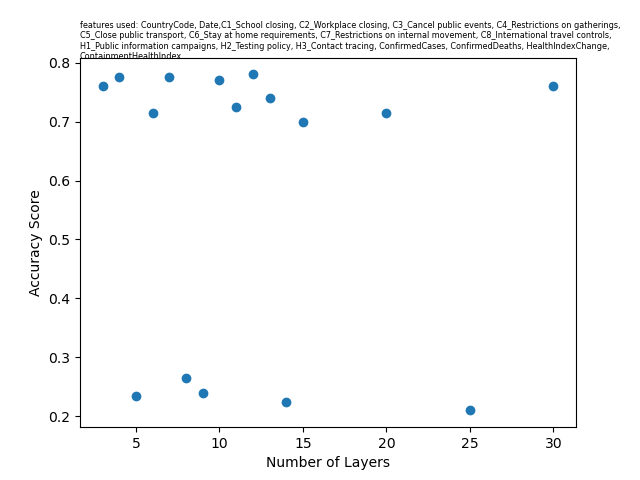 features used: CountryCode, Date,C1_School closing, C2_Workplace closing, C3_Cancel public events, C4_Restrictions on gatherings,
C5_Close public transport, C6_Stay at home requirements, C7_Restrictions on internal movement, C8_International travel controls,
H1_Public information campaigns, H2_Testing policy, H3_Contact tracing, ConfirmedCases, ConfirmedDeaths, HealthIndexChange,
ContainmentHealthIndex
0.8
0.7
0.6
0.5
0.4
0.3
0.2
Accuracy Score
5 10 15 20 25 30
Number of Layers